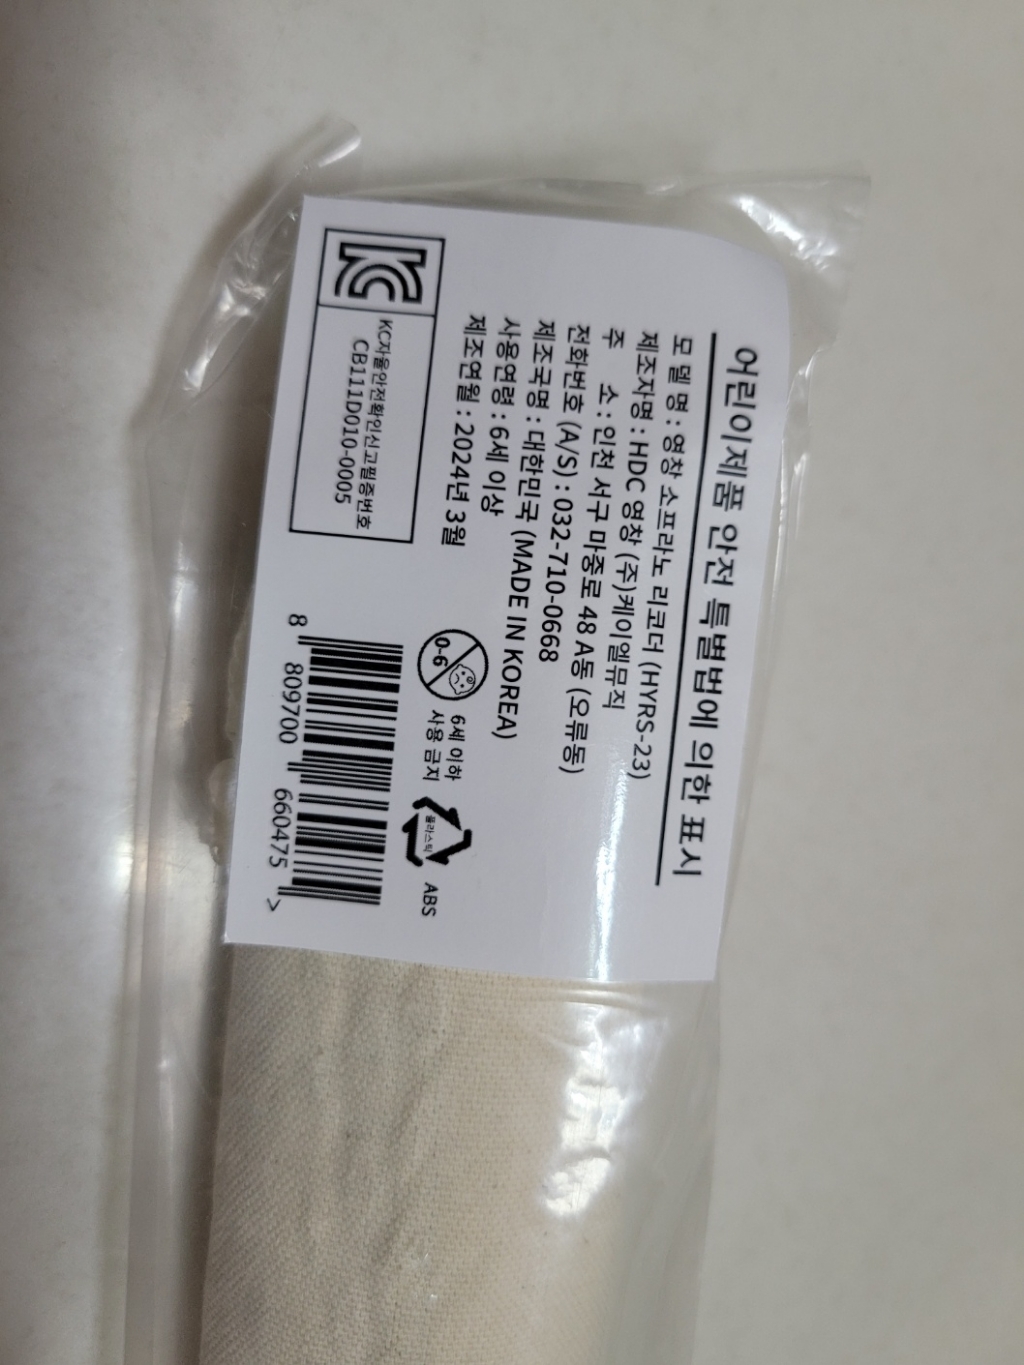 어린이제품 안전 특별법에 의한 표시
모 델 명 : 영창 소프라노 리코더 (HYRS-23)
제조자명 : HDC 영창 (주)케이엘뮤직
주 소 : 인천 서구 마중로 48 A동 (오류동)
전화번호 (A/S) : 032-710-0668
제조국명 : 대한민국 (MADE IN KOREA)
사용연령 : 6세 이상
제조연월 : 2024년 3월
KC
KC자율안전확인신고필증번호
CB111D010-0005
0-6
6세 이하
사용 금지
플라스틱
ABS
8 809700 660475 >